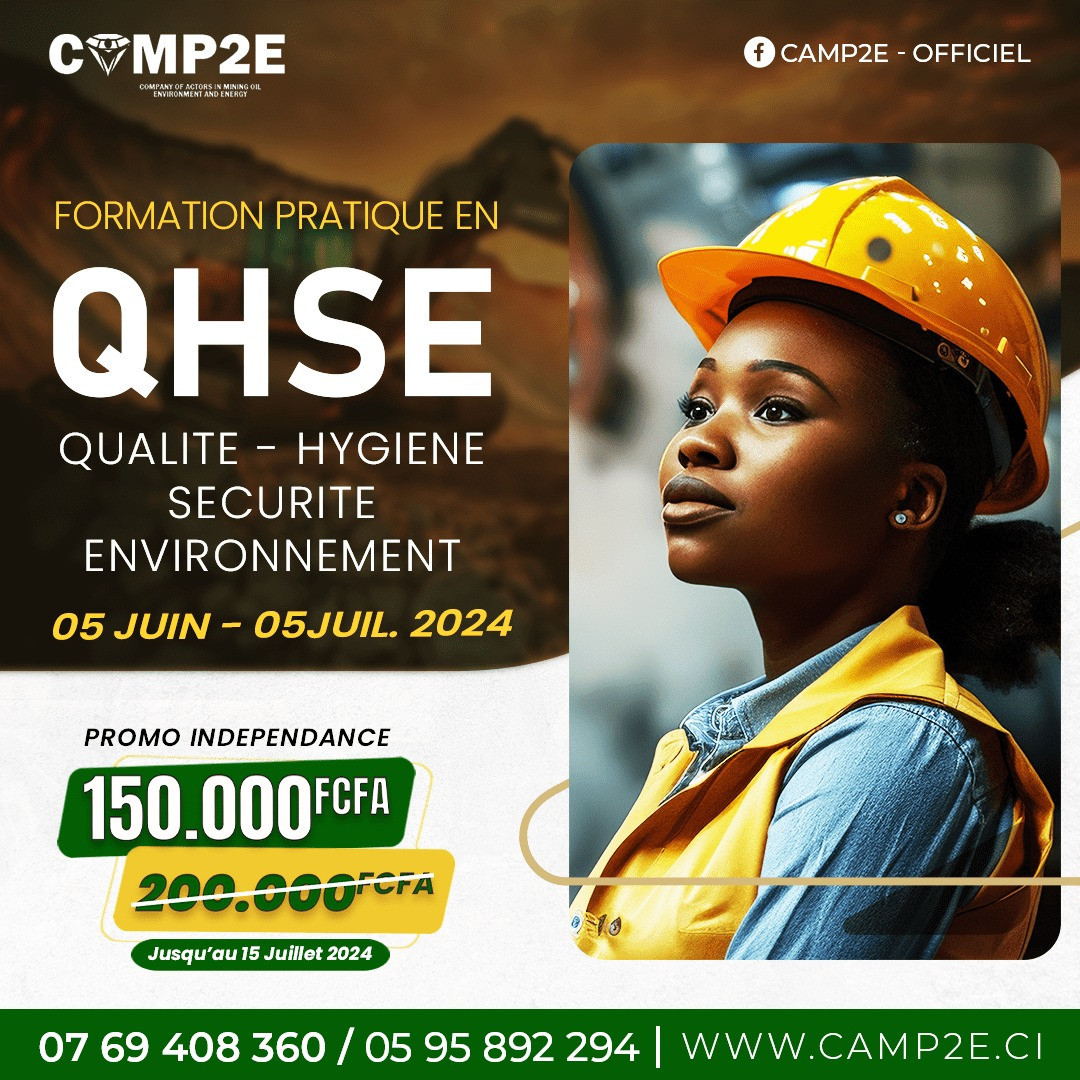 CAMP2E
COMPANY OF ACTORS IN MINING OIL
ENVIRONMENT AND ENERGY
CAMP2E - OFFICIEL
FORMATION PRATIQUE EN
QHSE
QUALITE - HYGIENE
SECURITE
ENVIRONNEMENT
05 JUIN - 05JUIL. 2024
PROMO INDEPENDANCE
150.000FCFA
200.000FCFA
Jusqu'au 15 Juillet 2024
07 69 408 360 / 05 95 892 294 | WWW.CAMP2E.CI